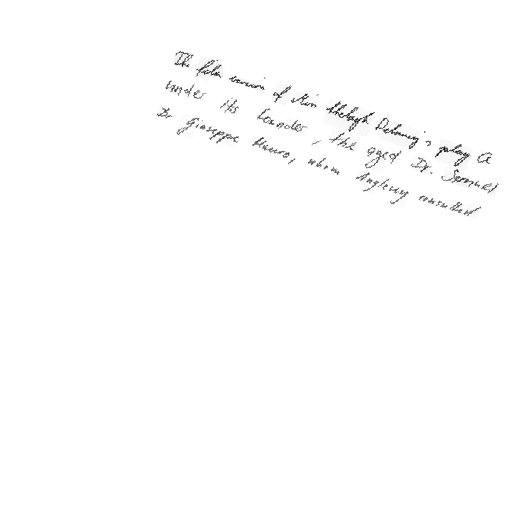 The film version of Miss Shelagh Delaney's play A
under its founder, the aged Dr. Samuel
to Giuseppe Mauro, whom Anglesey consulted